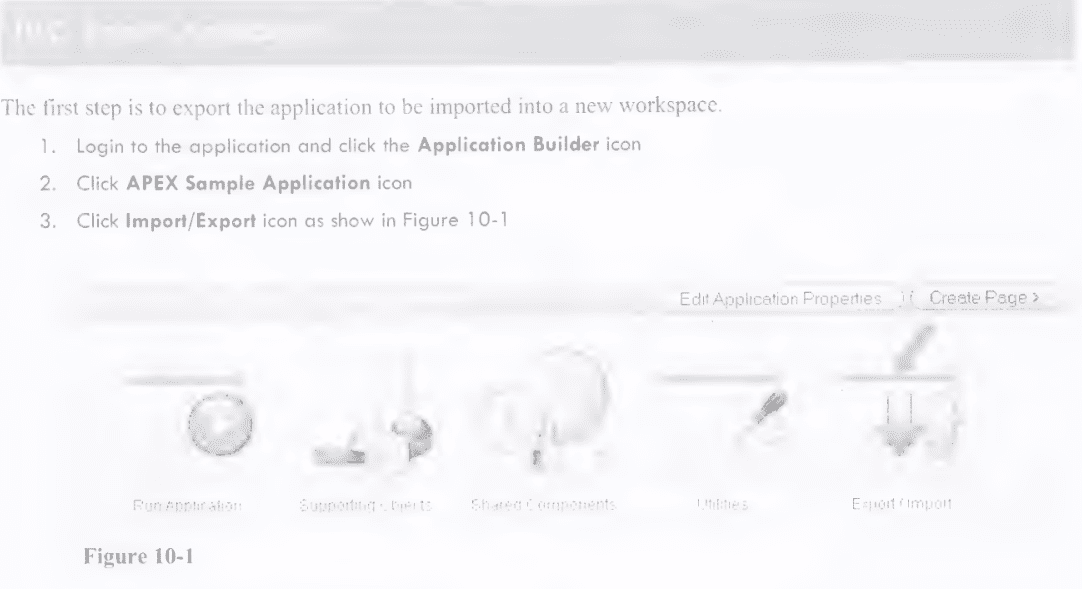 The first step is to export the application to be imported into a new workspace.
1. Login to the application and click the Application Builder icon
2. Click APEX Sample Application icon
3. Click Import/Export icon as show in Figure 10-1
Edit Application Properties Create Page >
Run Application Supporting Objects Shared Components Utilities Export / Import
Figure 10-1